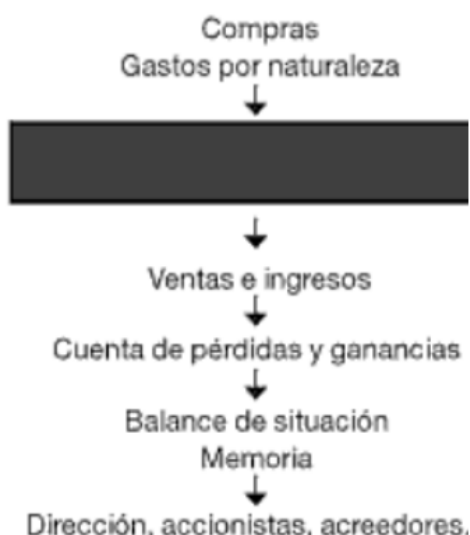 Compras
Gastos por naturaleza
Ventas e ingresos
Cuenta de pérdidas y ganancias
Balance de situación
Memoria
Dirección, accionistas, acreedores.